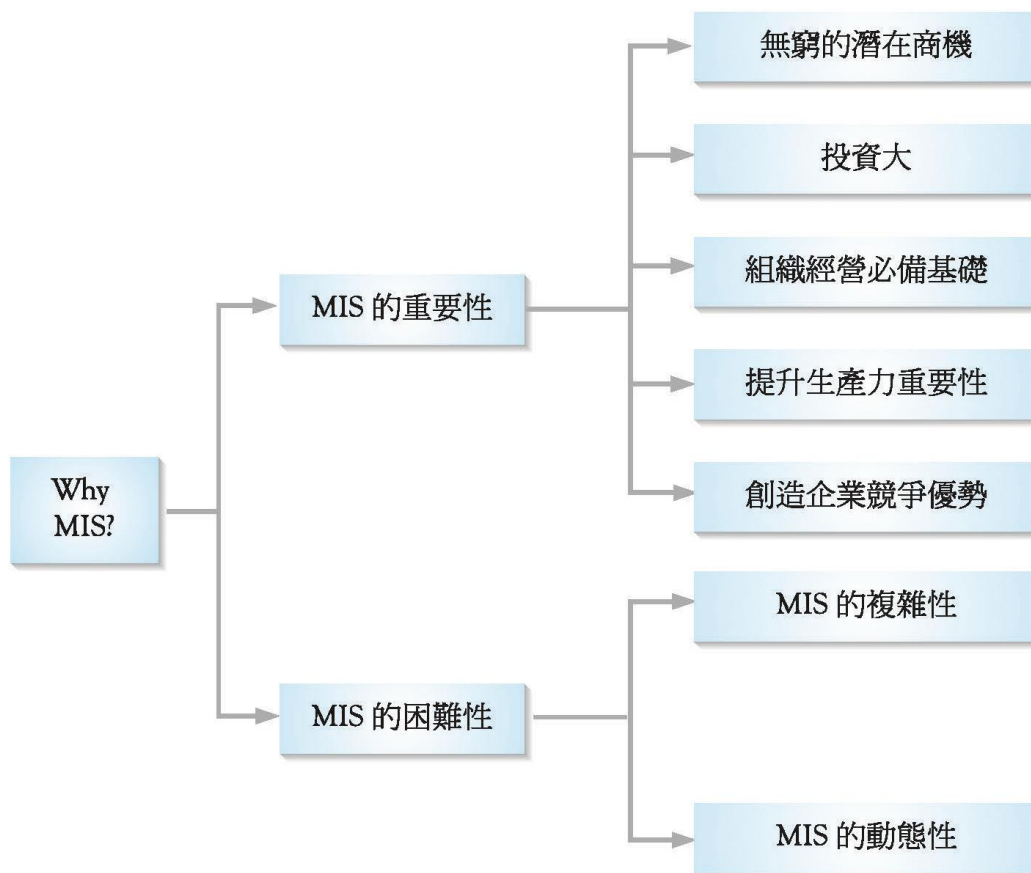 無窮的潛在商機
投資大
組織經營必備基礎
MIS 的重要性
提升生產力重要性
創造企業競爭優勢
Why
MIS?
MIS 的複雜性
MIS 的困難性
MIS 的動態性